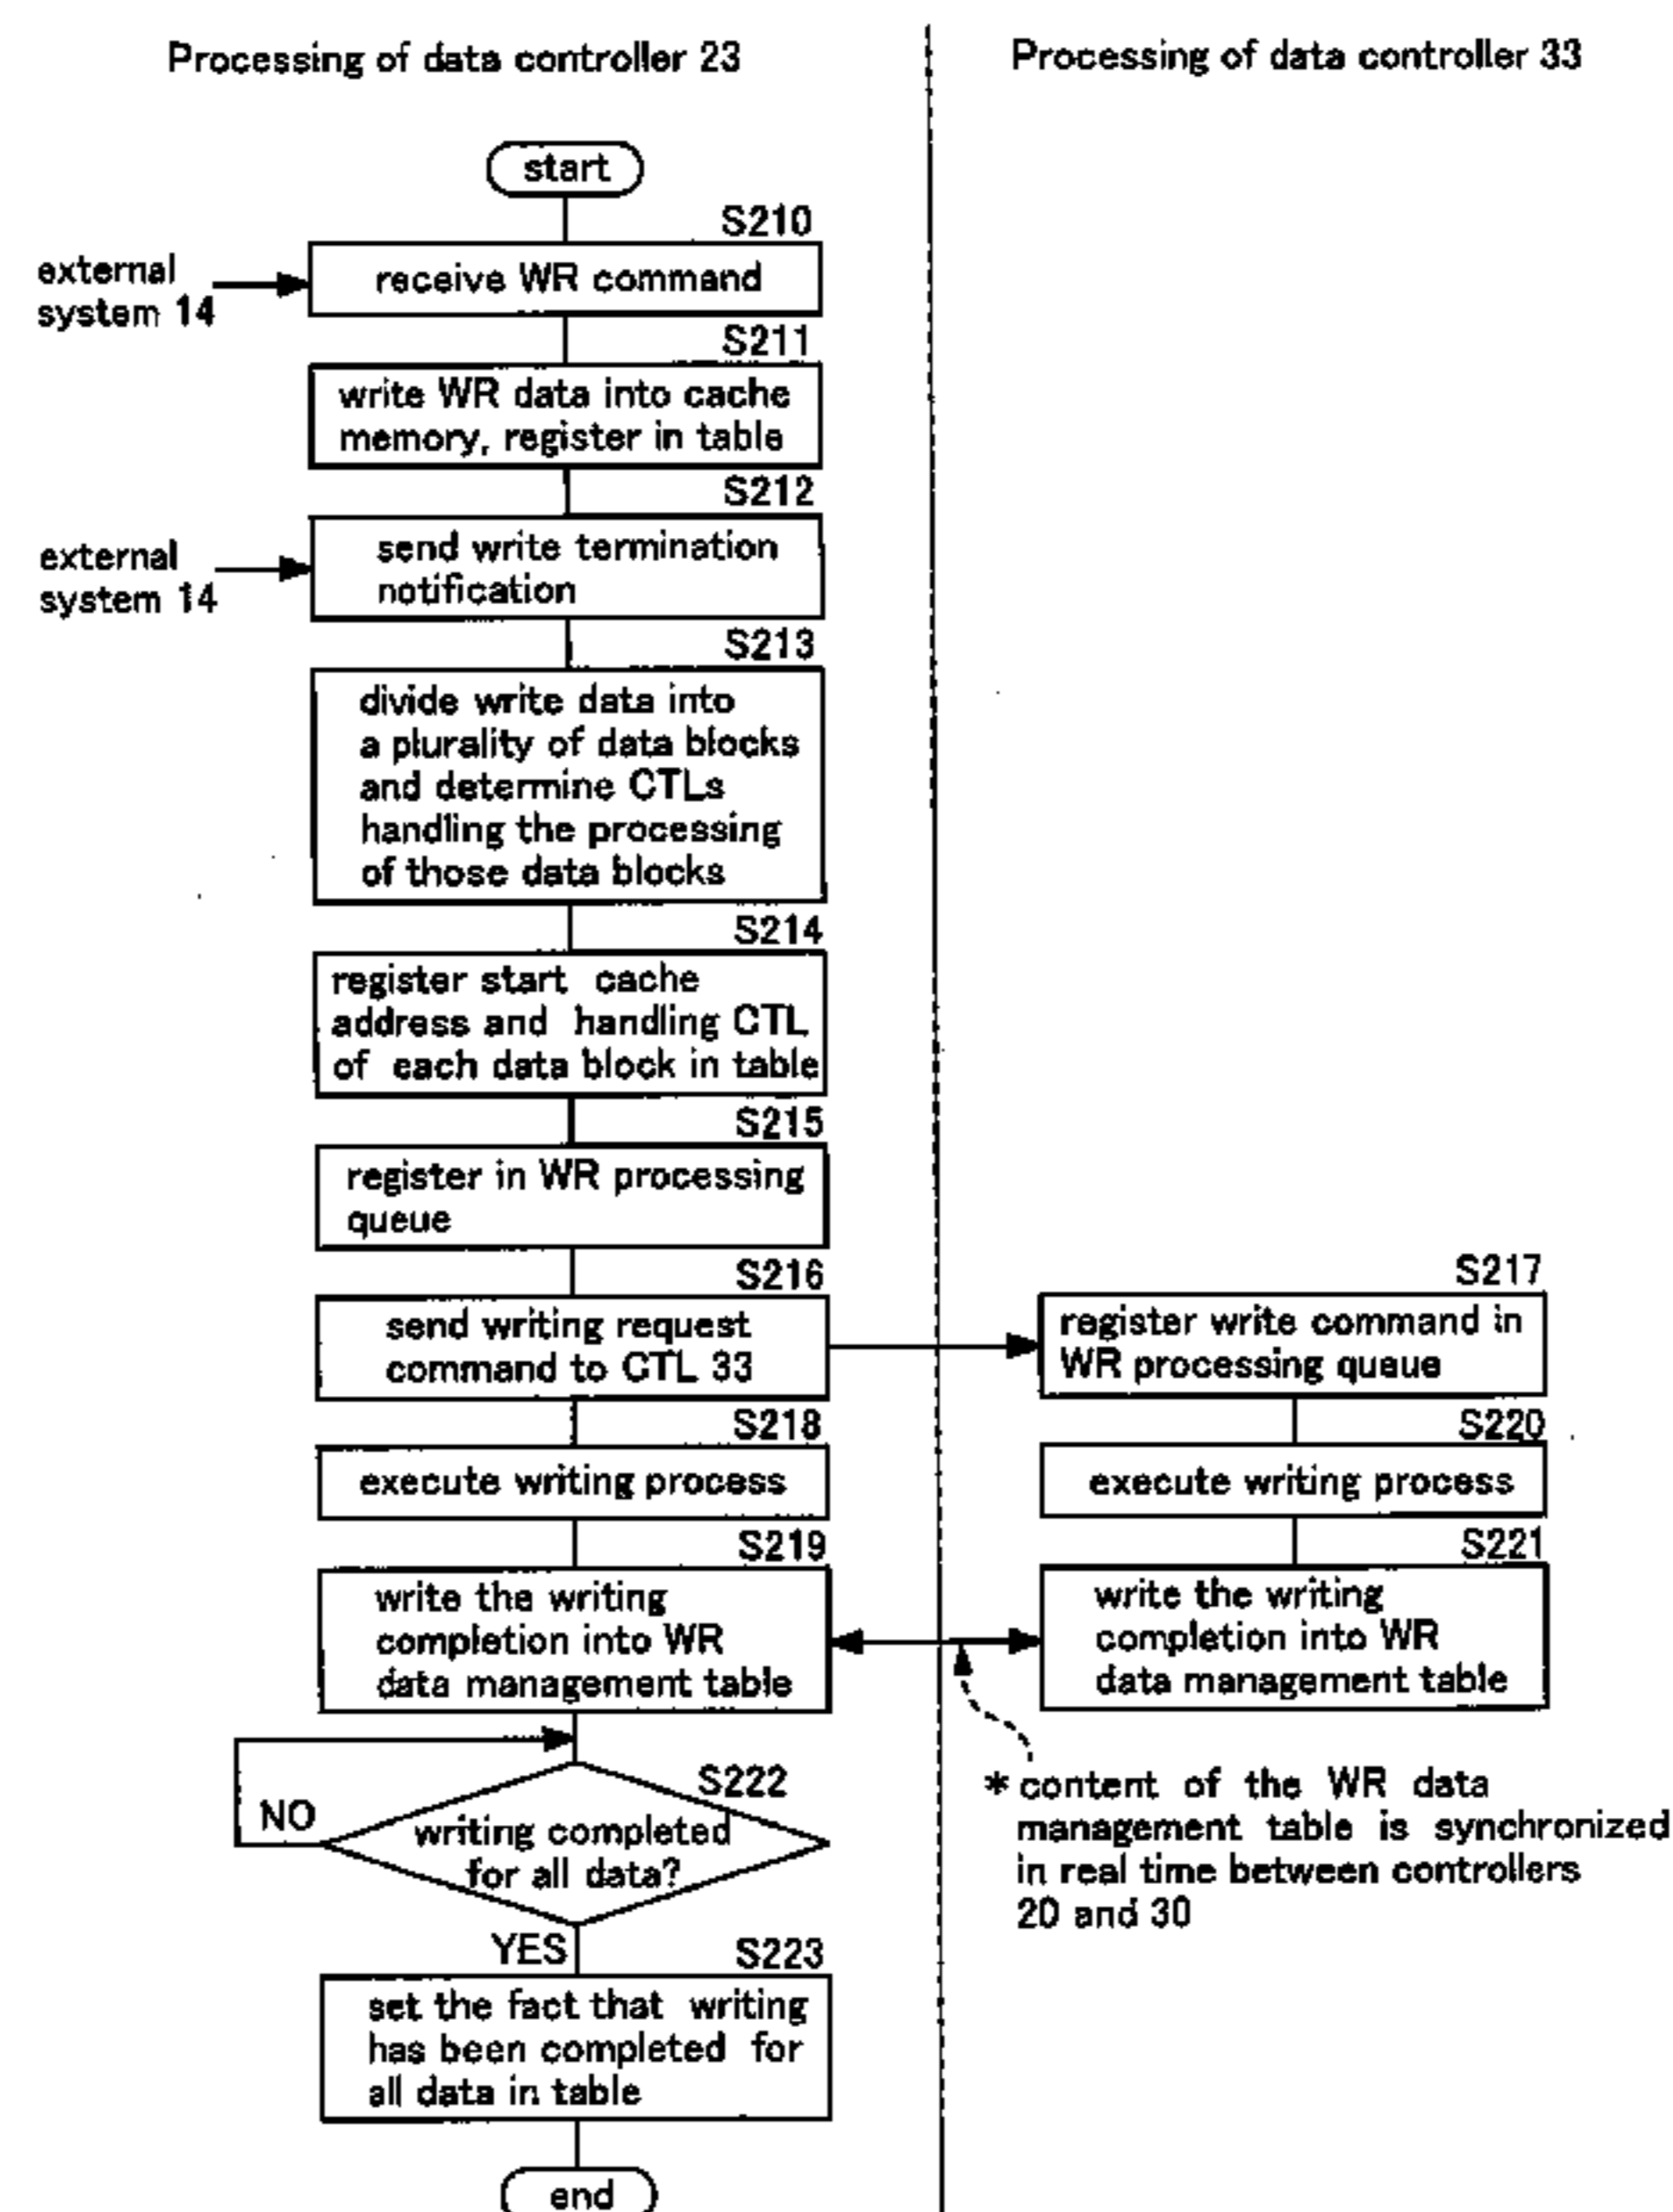 Processing of data controller 23
Processing of data controller 33
start
S210
external
system 14
receive WR command
S211
write WR data into cache
memory, register in table
S212
external
system 14
send write termination
notification
S213
divide write data into
a plurality of data blocks
and determine CTLs
handling the processing
of those data blocks
S214
register start cache
address and handling CTL
of each data block in table
S215
register in WR processing
queue
S216
send writing request
command to CTL 33
S217
register write command in
WR processing queue
S218
execute writing process
S220
execute writing process
S219
write the writing
completion into WR
data management table
S221
write the writing
completion into WR
data management table
* content of the WR data
management table is synchronized
in real time between controllers
20 and 30
S222
NO
writing completed
for all data?
YES
S223
set the fact that writing
has been completed for
all data in table
end